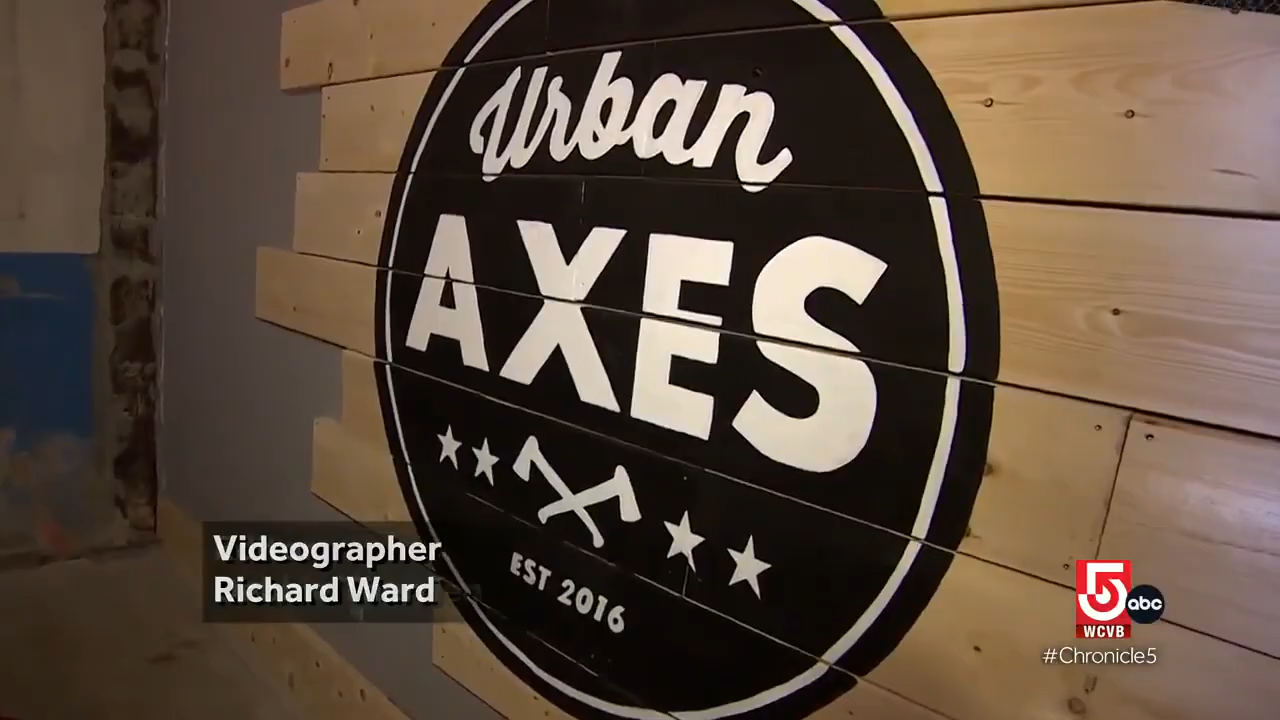 Urban
AXES
EST 2016
Videographer
Richard Ward
5
abc
WCVB
#Chronicle5